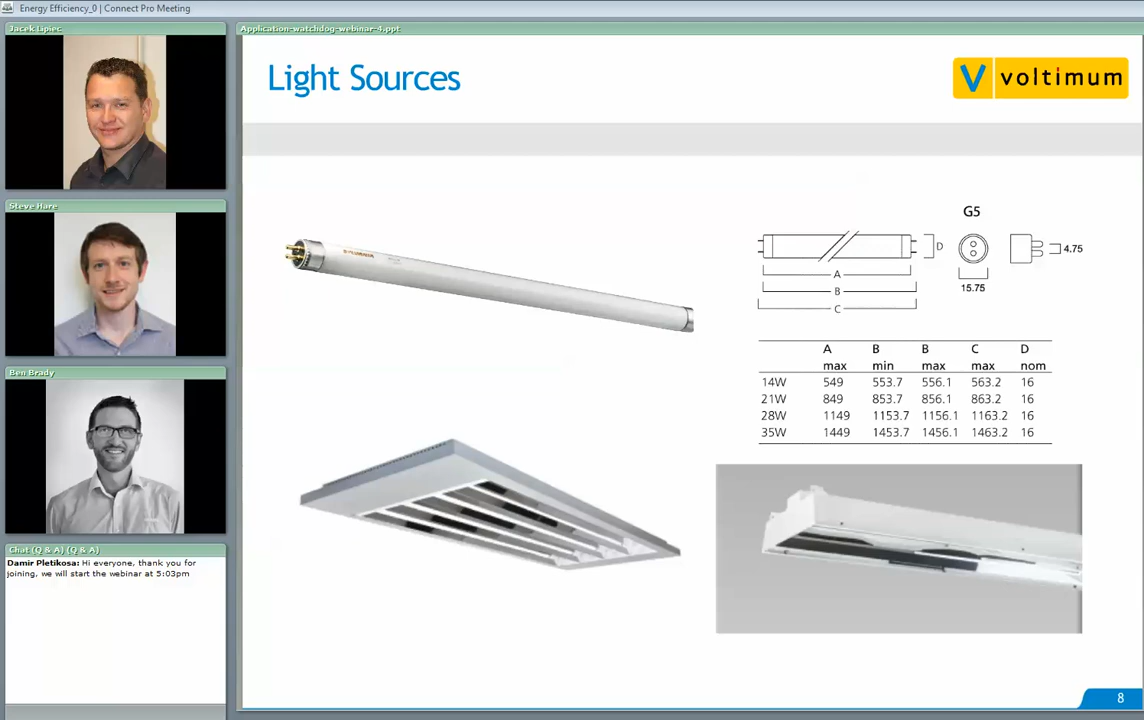 Energy Efficiency_0 | Connect Pro Meeting
Jacek Lipiec
Steve Hare
Ben Brady
Chat (Q & A) (Q & A)
Damir Pletikosa: Hi everyone, thank you for
joining, we will start the webinar at 5:03pm
Application-watchdog-webinar-4.ppt
Light Sources
voltimum
SYLVANIA
G5
D
4.75
A
B
C
15.75
A B B C D
max min max max nom
14W 549 553.7 556.1 563.2 16
21W 849 853.7 856.1 863.2 16
28W 1149 1153.7 1156.1 1163.2 16
35W 1449 1453.7 1456.1 1463.2 16
8